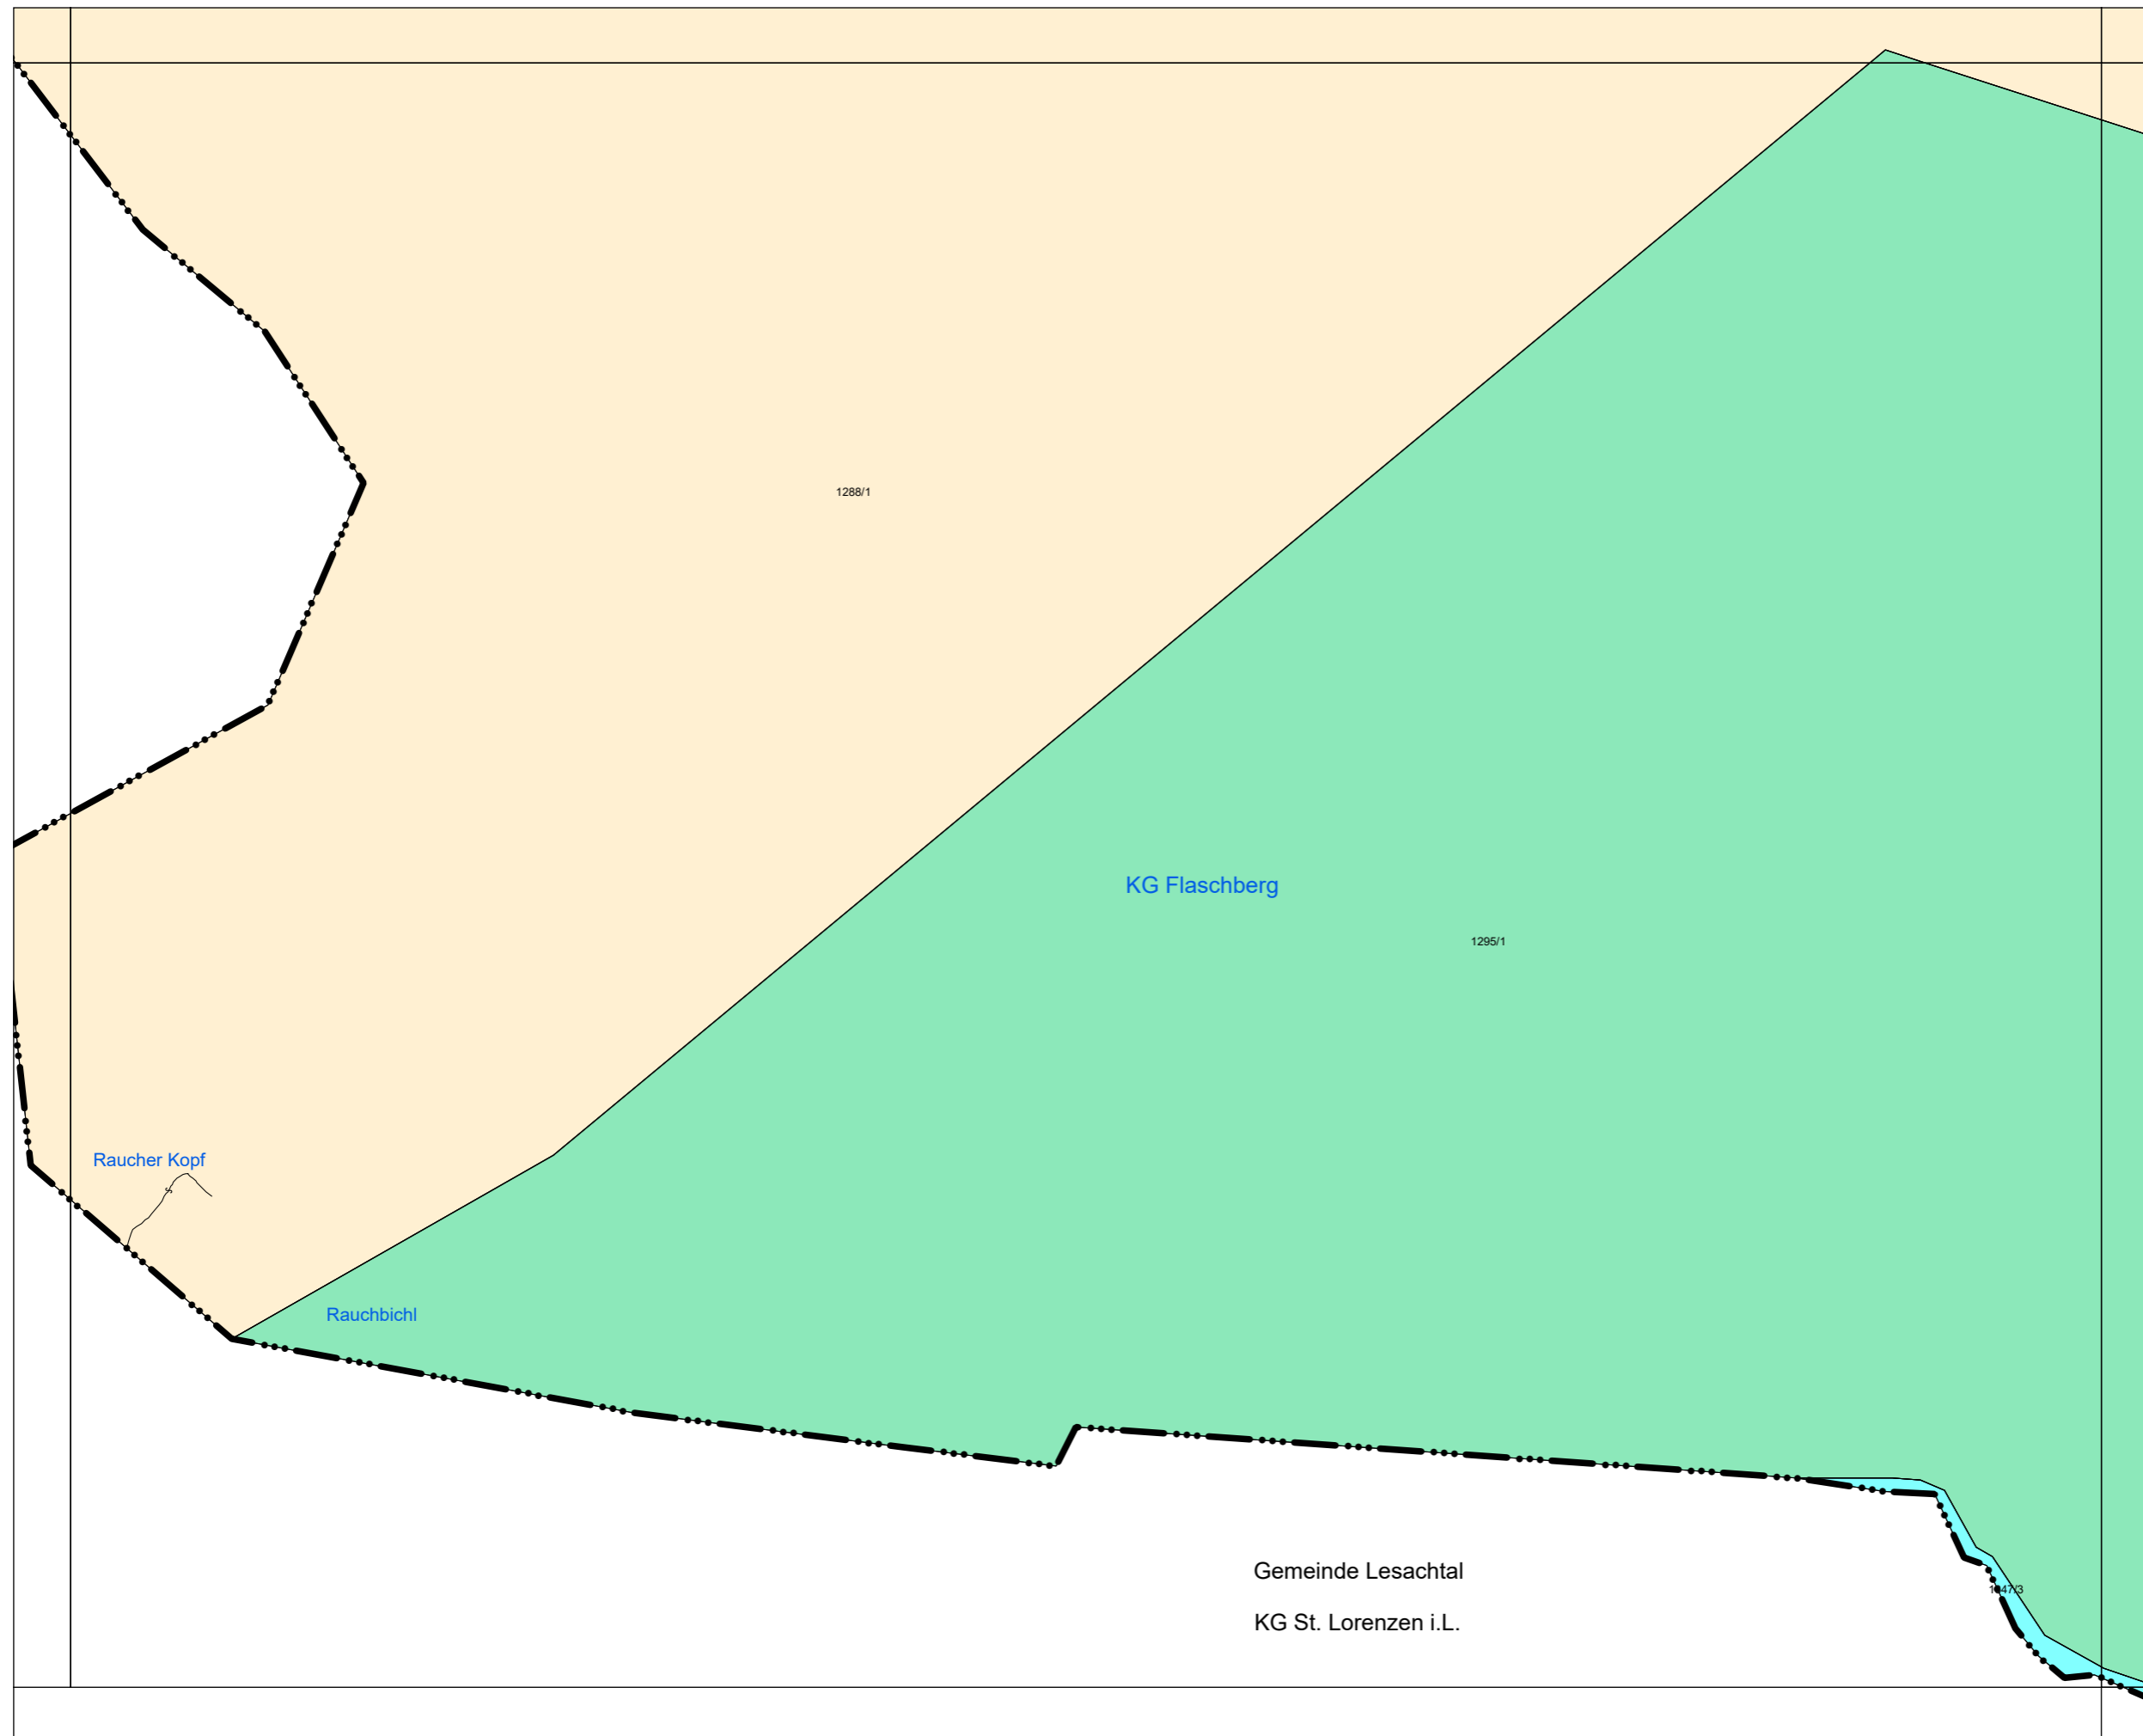 1288/1
KG Flaschberg
1295/1
Raucher Kopf
Rauchbichl
Gemeinde Lesachtal
KG St. Lorenzen i.L.